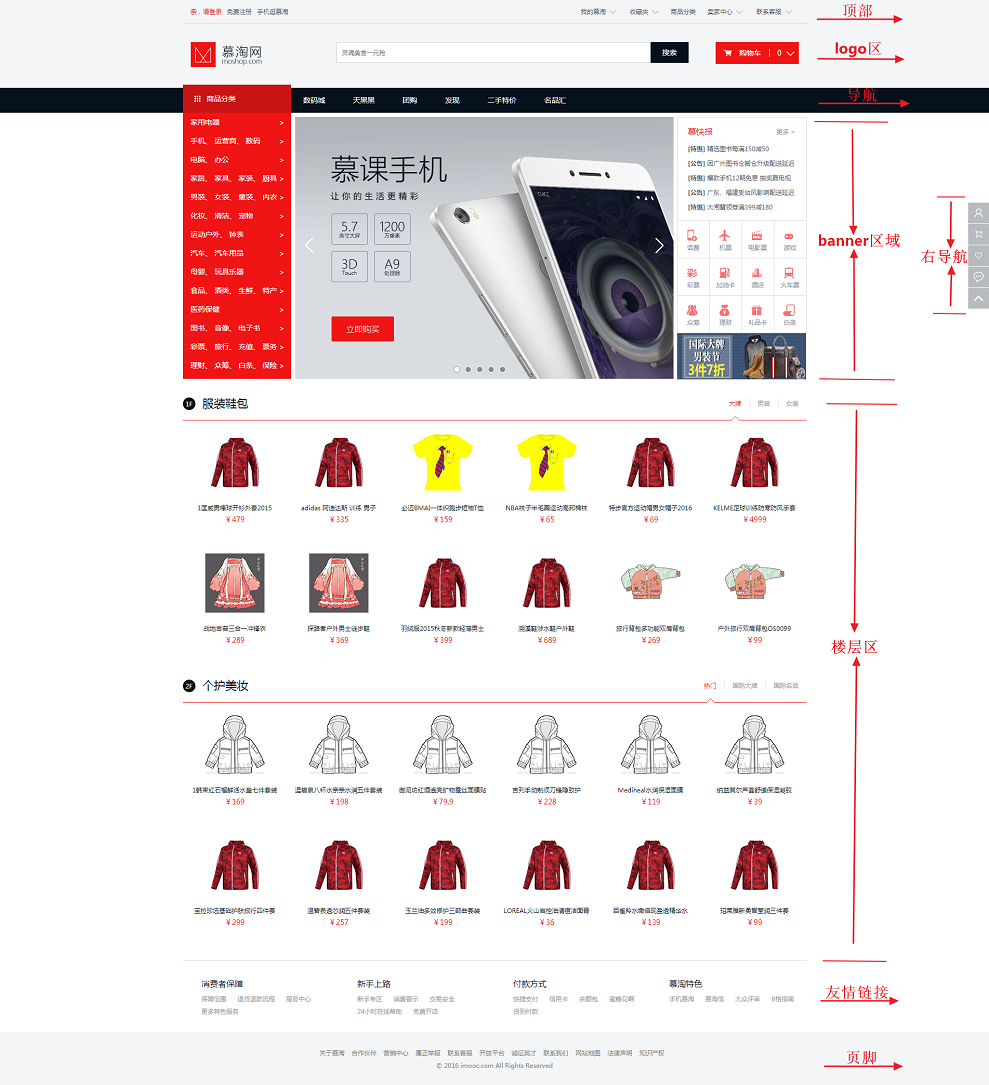 亲，请登录 免费注册 手机逛慕淘 我的慕淘 收藏夹 商品分类 卖家中心 联系客服
顶部
慕淘网
moshop.com
灵魂美食一元抢 搜索
购物车 | 0
logo区
商品分类 数码城 天黑黑 团购 发现 二手特价 名品汇
导航
家用电器 >
手机、 运营商、 数码 >
电脑、 办公 >
家居、 家具、 家装、 厨具 >
男装、 女装、 童装、 内衣 >
化妆、 清洁、 宠物 >
运动户外、 钟表 >
汽车、 汽车用品 >
母婴、 玩具乐器 >
食品、 酒类、 生鲜、 特产 >
医药保健 >
图书、 音像、 电子书 >
彩票、 旅行、 充值、 票务 >
理财、 众筹、 白条、 保险 >
慕课手机
让你的生活更精彩
5.7
英寸大屏
1200
万像素
3D
Touch
A9
处理器
立即购买
慕快报 更多 >
[特惠] 精选图书每满150减50
[公告] 因广州图书仓搬仓升级配送延迟
[特惠] 爆款手机12期免息 抽奖赢电视
[公告] 广东、福建受台风影响配送延迟
[特惠] 大闸蟹领券满399减180
话费 机票 电影票 游戏
彩票 加油卡 酒店 火车票
众筹 理财 礼品卡 白条
国际大牌
男装节
3件7折
banner区域
右导航
1F 服装鞋包 大牌 男装 女装
1匡威男棒球开衫外套2015
¥ 479
adidas 阿迪达斯 训练 男子
¥ 335
必迈BMAI一体织跑步短袖T恤
¥ 159
NBA袜子半毛圈运动高邦棉袜
¥ 65
特步官方运动帽男女帽子2016
¥ 69
KELME足球训练防寒防风手套
¥ 4999
战地吉普三合一冲锋衣
¥ 289
探路者户外男士徒步鞋
¥ 369
羽绒服2015秋冬新款轻薄男士
¥ 399
溯溪鞋涉水鞋户外鞋
¥ 689
旅行背包多功能双肩背包
¥ 269
户外旅行双肩背包OS0099
¥ 99
楼层区
2F 个护美妆 热门 国际大牌 国际名品
1韩束红石榴鲜活水盈七件套装
¥ 169
温碧泉八杯水亲亲水润五件套装
¥ 198
御泥坊红酒透亮矿物蚕丝面膜贴
¥ 79.9
吉列手动剃须刀锋隐致护
¥ 228
Mediheal水润保湿面膜
¥ 119
纳益其尔芦荟舒缓保湿凝胶
¥ 39
宝拉珍选基础护肤旅行四件套
¥ 299
温碧泉透芯润五件套装
¥ 257
玉兰油多效修护三部曲套装
¥ 199
LOREAL火山岩控油清痘洁面膏
¥ 36
百雀羚水嫩倍现盈透精华水
¥ 139
珀莱雅新柔皙莹润三件套
¥ 99
消费者保障
保障范围 退货退款流程 服务中心
更多特色服务
新手上路
新手专区 消费警示 交易安全
24小时在线帮助 免费开店
付款方式
快捷支付 信用卡 余额包 蜜糖花啊
货到付款
慕淘特色
手机慕淘 慕淘信 大众评审 B格指南
友情链接
关于慕淘 合作伙伴 营销中心 廉正举报 联系客服 开放平台 诚征英才 联系我们 网站地图 法律声明 知识产权
© 2016 imooc.com All Rights Reserved
页脚